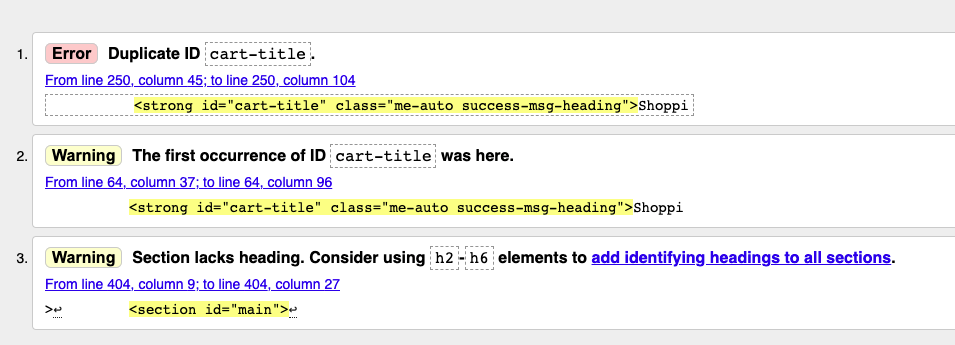 1. Error Duplicate ID cart-title.
From line 250, column 45; to line 250, column 104
<strong id="cart-title" class="me-auto success-msg-heading">Shoppi
2. Warning The first occurrence of ID cart-title was here.
From line 64, column 37; to line 64, column 96
<strong id="cart-title" class="me-auto success-msg-heading">Shoppi
3. Warning Section lacks heading. Consider using h2-h6 elements to add identifying headings to all sections.
From line 404, column 9; to line 404, column 27
>↩ <section id="main">↩